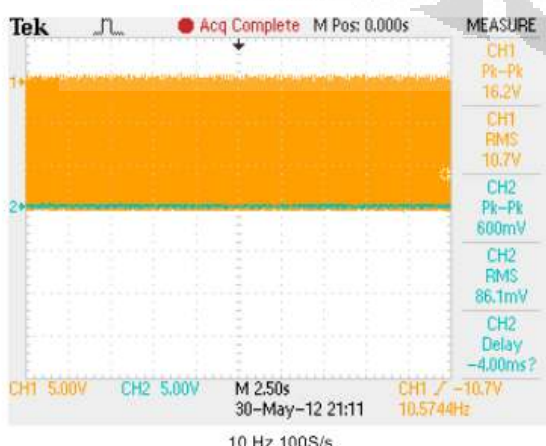 Tek Acq Complete M Pos: 0.000s MEASURE
CH1
Pk-Pk
16.2V
CH1
RMS
10.7V
CH2
Pk-Pk
600mV
CH2
RMS
86.1mV
CH2
Delay
-4.00ms?
1
2
CH1 5.00V CH2 5.00V M 2.50s CH1 -10.7V
30-May-12 21:11 10.5744Hz
10 Hz 100S/s